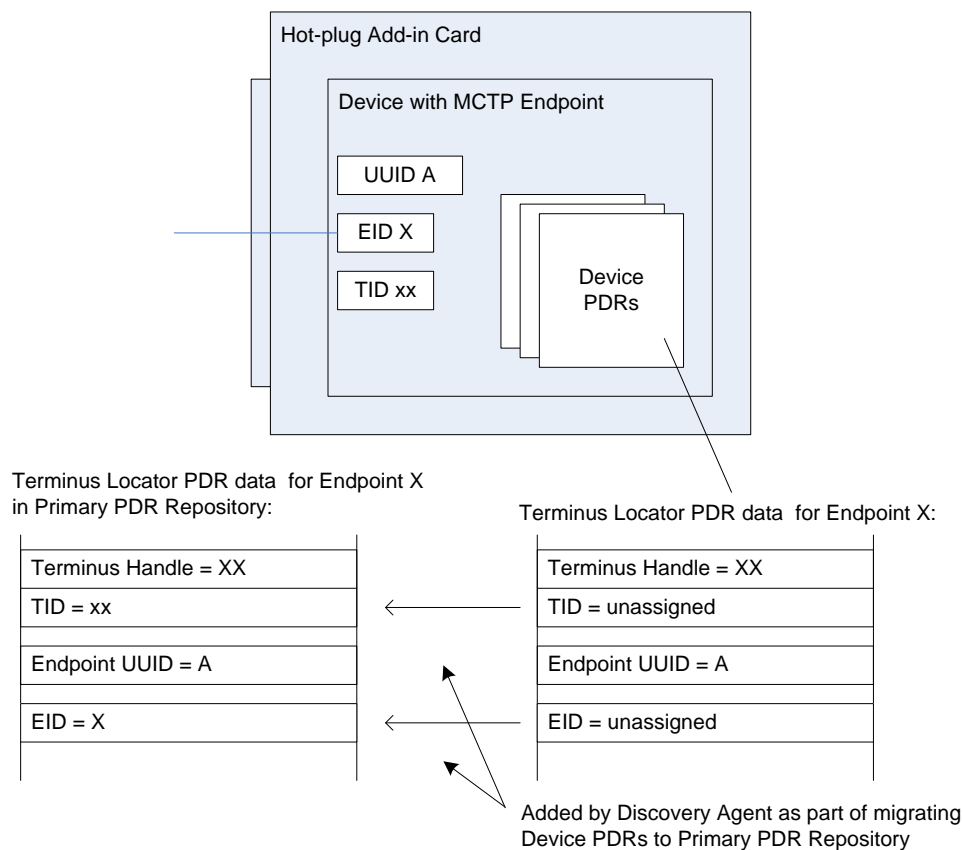 Hot-plug Add-in Card
Device with MCTP Endpoint
UUID A
EID X
TID xx
Device
PDRs
Terminus Locator PDR data for Endpoint X
in Primary PDR Repository:
Terminus Handle = XX
TID = xx
Endpoint UUID = A
EID = X
Terminus Locator PDR data for Endpoint X:
Terminus Handle = XX
TID = unassigned
Endpoint UUID = A
EID = unassigned
Added by Discovery Agent as part of migrating
Device PDRs to Primary PDR Repository